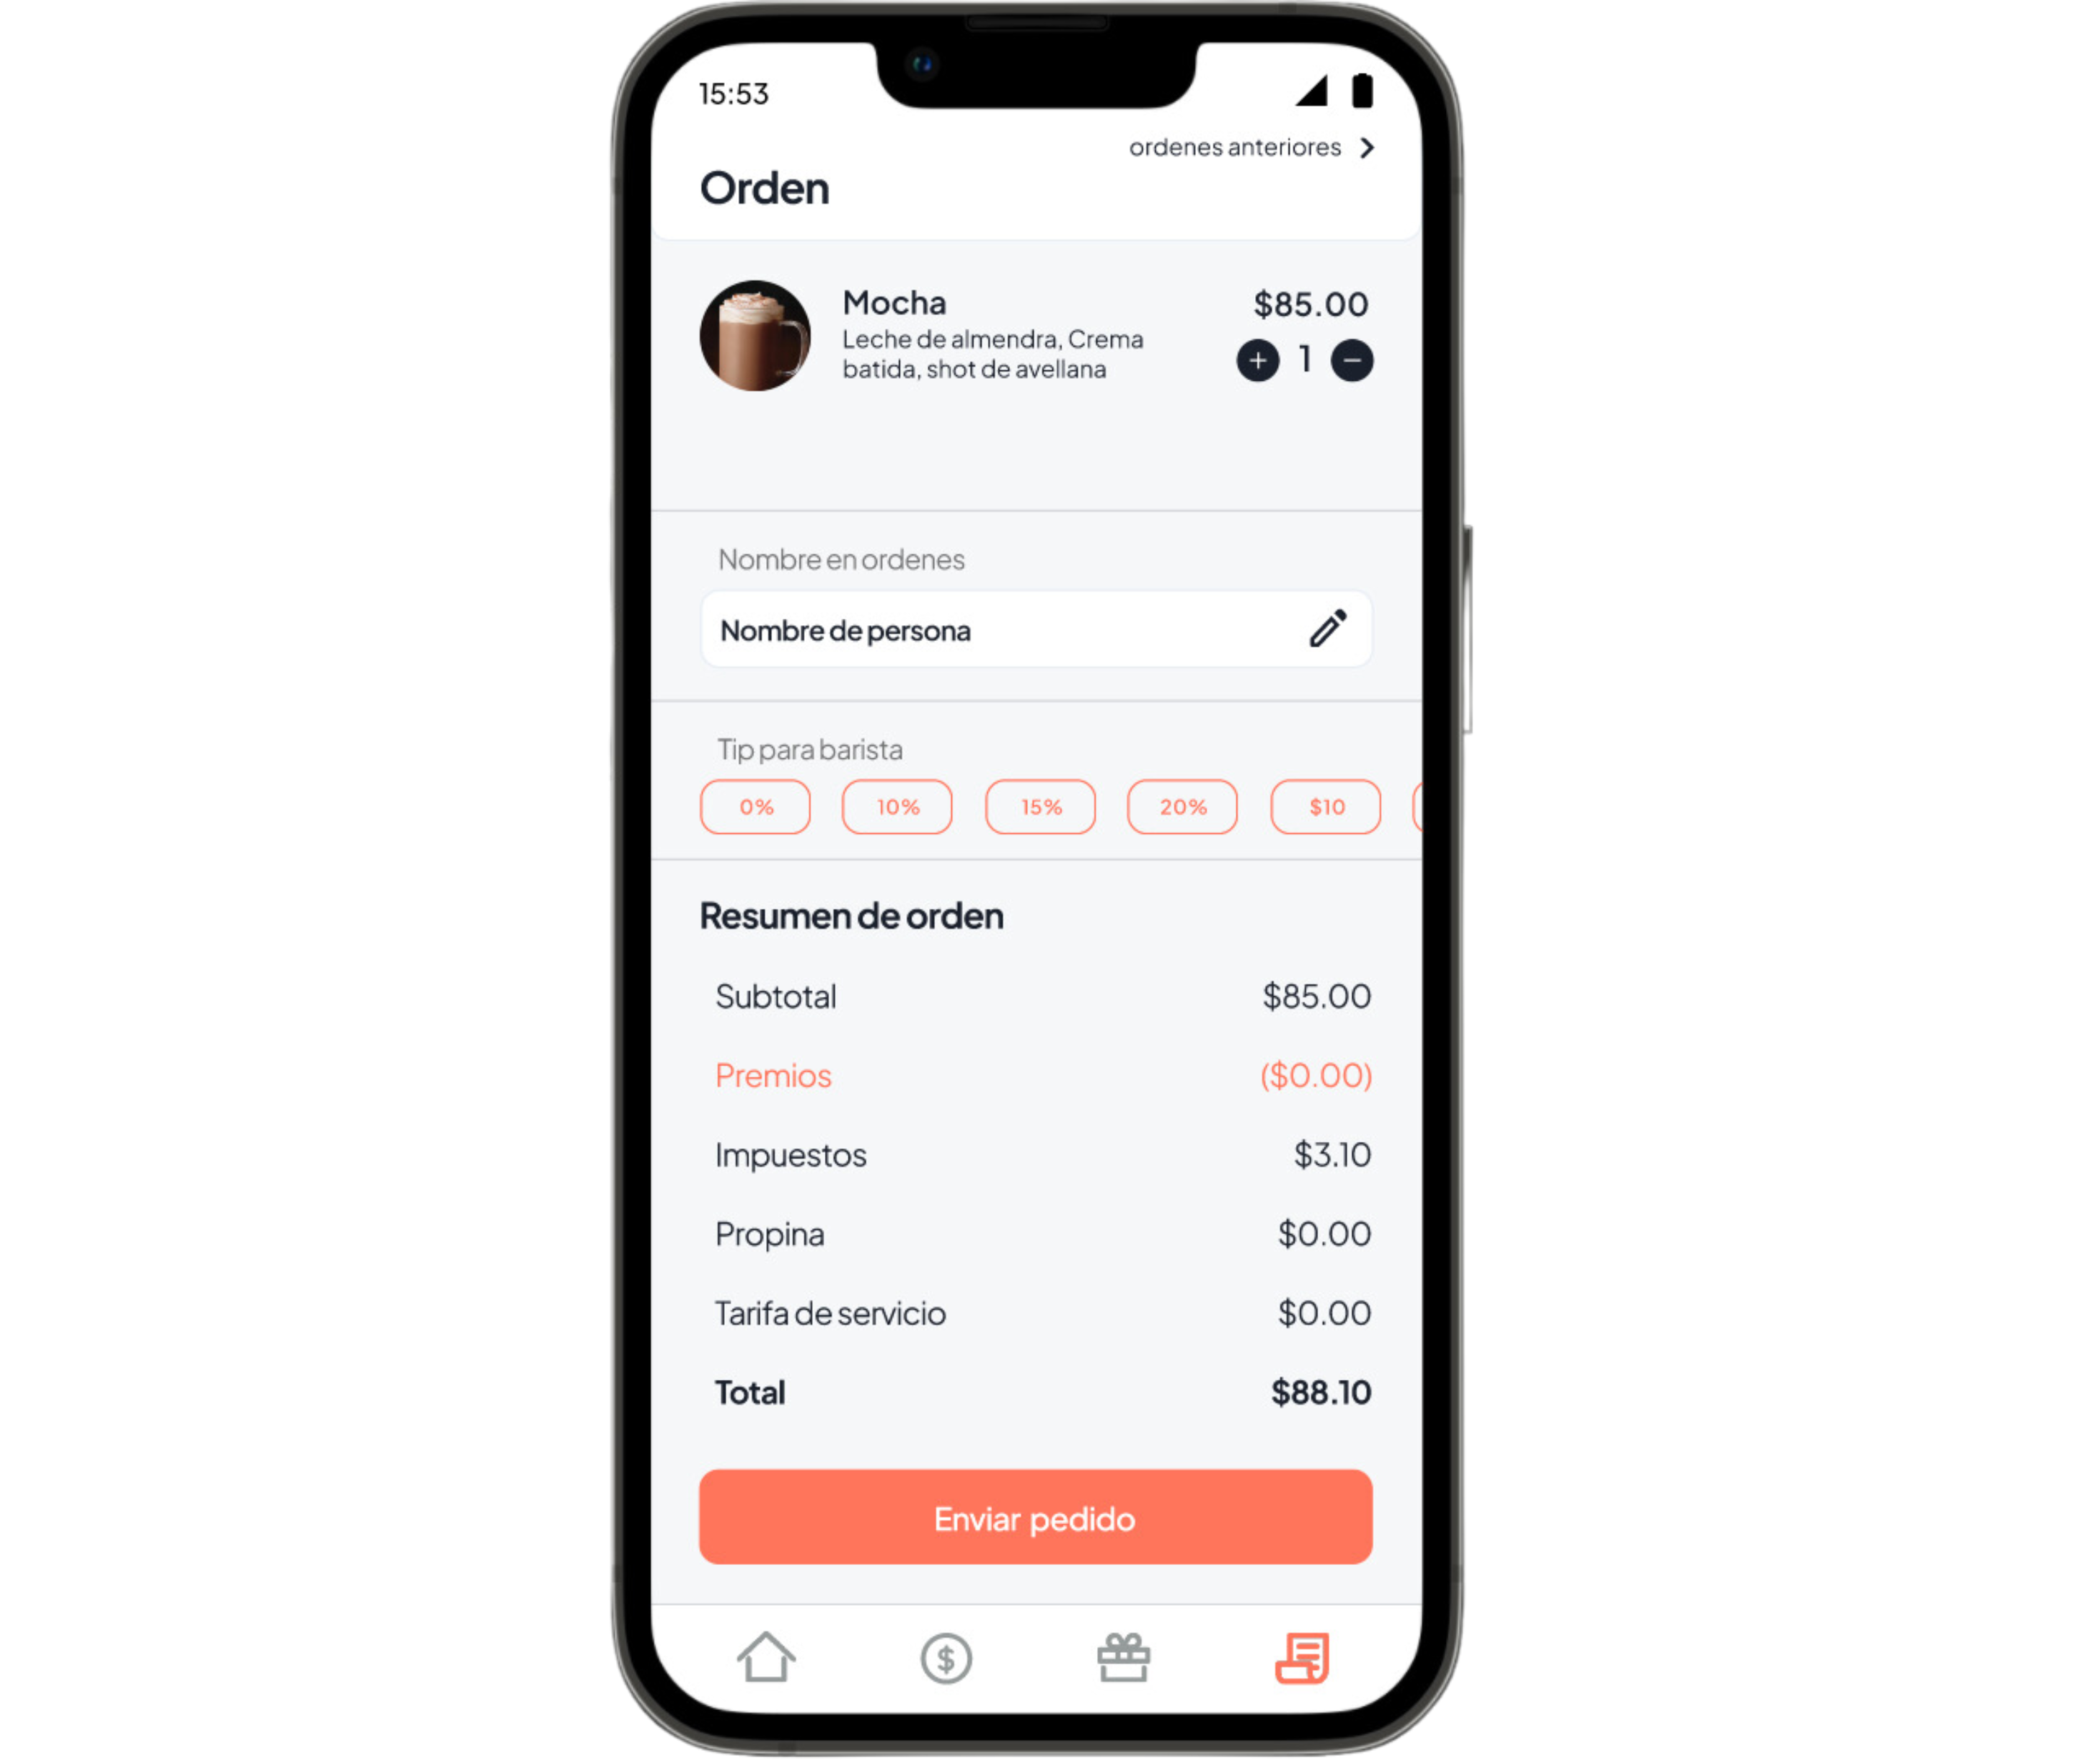 15:53
ordenes anteriores
Orden
Mocha
$85.00
Leche de almendra, Crema
batida, shot de avellana
+ 1 −
Nombre en ordenes
Nombre de persona
Tip para barista
0% 10% 15% 20% $10
Resumen de orden
Subtotal $85.00
Premios ($0.00)
Impuestos $3.10
Propina $0.00
Tarifa de servicio $0.00
Total $88.10
Enviar pedido
$